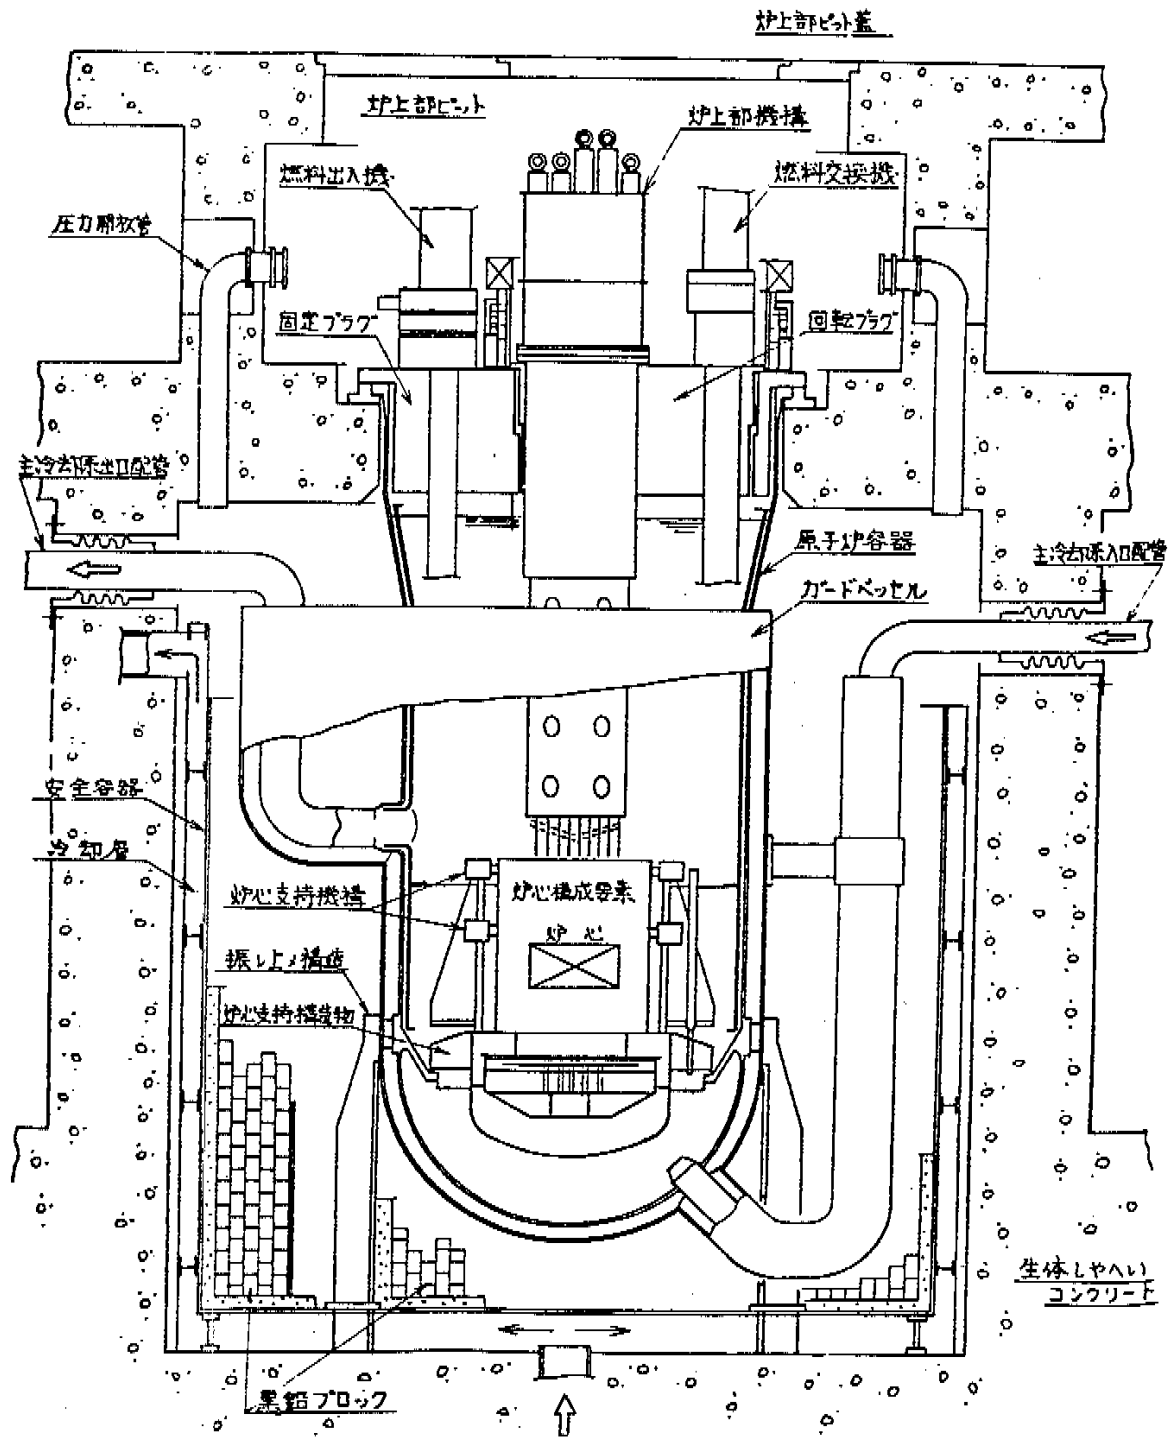 炉上部ピット蓋
炉上部ピット
炉上部機構
燃料出入機
燃料交換機
圧力開放管
固定プラグ
回転プラグ
主冷却系出口配管
原子炉容器
主冷却系入口配管
ガードベッセル
安全容器
冷却層
炉心支持機構
炉心構成要素
炉心
振れ止メ構造
炉心支持構造物
生体しゃへい
コンクリート
黒鉛ブロック